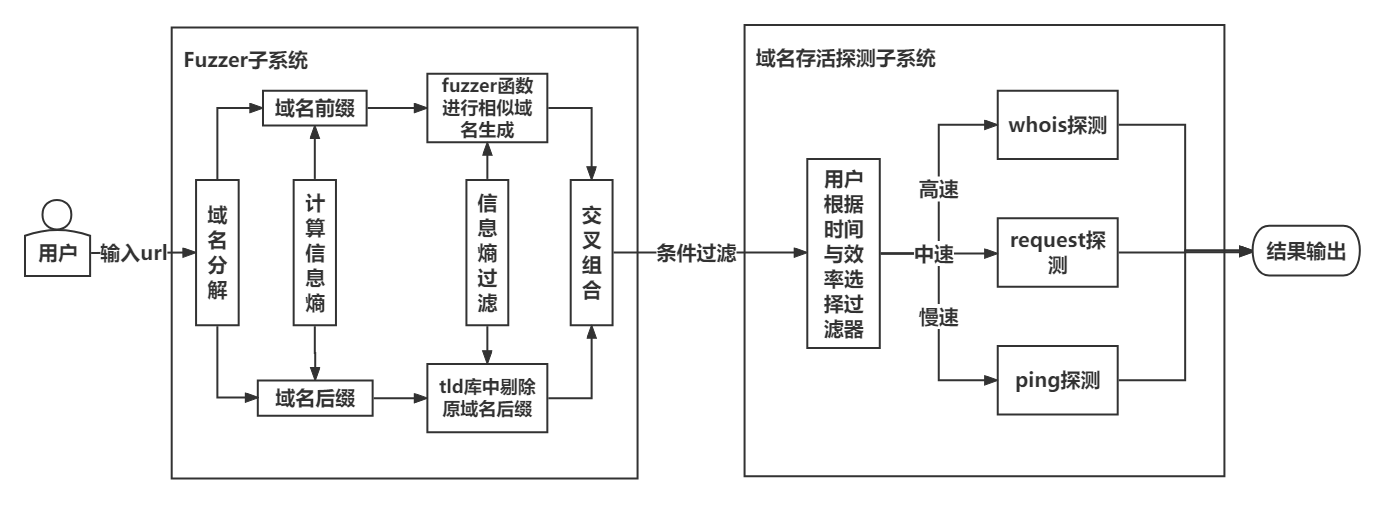 Fuzzer子系统
域名前缀
fuzzer函数
进行相似域
名生成
域
名
分
解
计
算
信
息
熵
信
息
熵
过
滤
交
叉
组
合
用户
输入url
域名后缀
tld库中剔除
原域名后缀
条件过滤
域名存活探测子系统
用户
根据
时间
与效
率选
择过
滤器
高速
中速
慢速
whois探测
request探
测
ping探测
结果输出